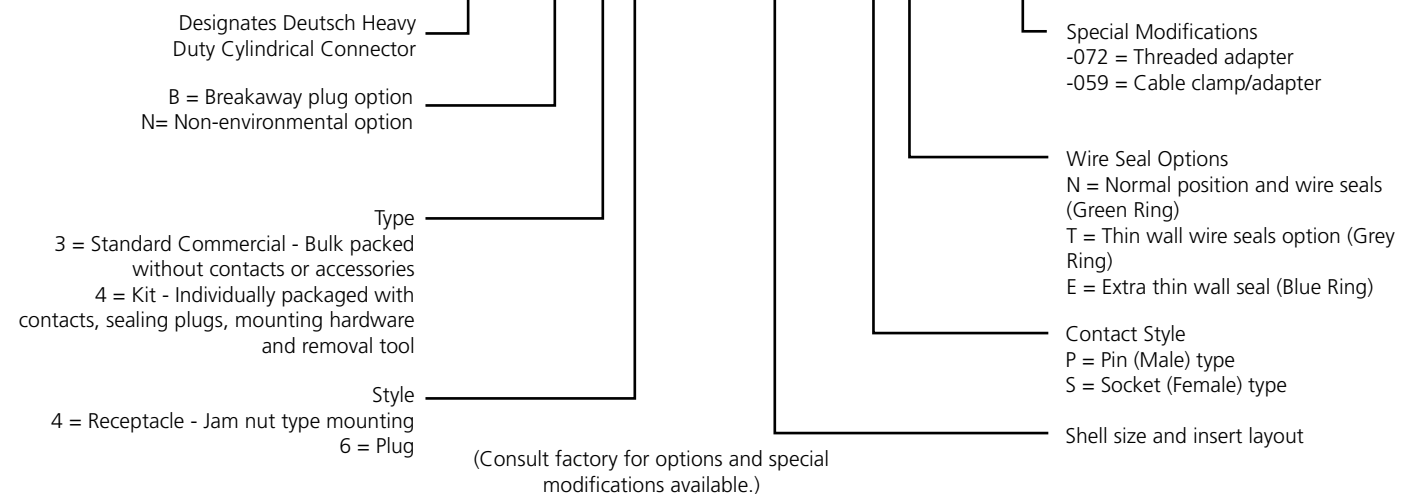 Designates Deutsch Heavy
Duty Cylindrical Connector
B = Breakaway plug option
N= Non-environmental option
Type
3 = Standard Commercial - Bulk packed
without contacts or accessories
4 = Kit - Individually packaged with
contacts, sealing plugs, mounting hardware
and removal tool
Style
4 = Receptacle - Jam nut type mounting
6 = Plug
(Consult factory for options and special
modifications available.)
Special Modifications
-072 = Threaded adapter
-059 = Cable clamp/adapter
Wire Seal Options
N = Normal position and wire seals
(Green Ring)
T = Thin wall wire seals option (Grey
Ring)
E = Extra thin wall seal (Blue Ring)
Contact Style
P = Pin (Male) type
S = Socket (Female) type
Shell size and insert layout